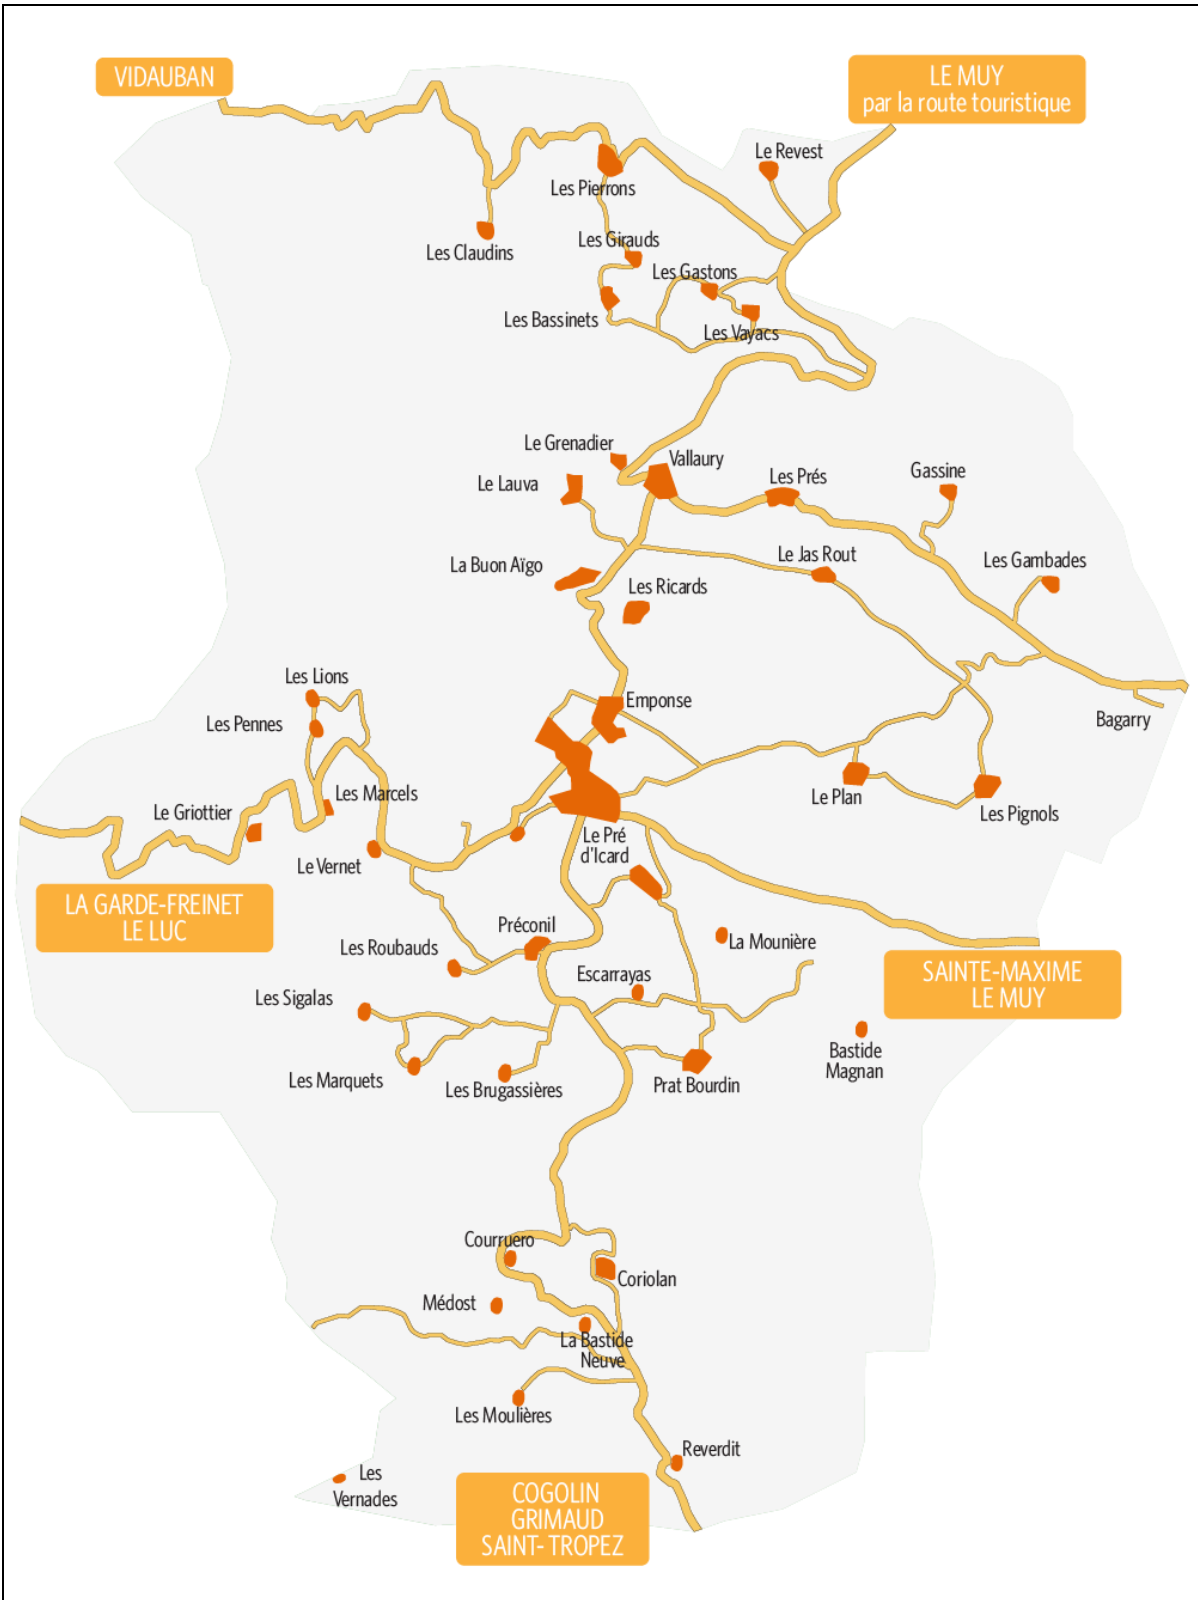 VIDAUBAN
LE MUY
par la route touristique
Le Revest
Les Pierrons
Les Girauds
Les Claudins
Les Gastons
Les Bassinets
Les Vayacs
Le Grenadier
Vallaury
Le Lauva
Les Prés
Gassine
La Buon Aïgo
Le Jas Rout
Les Gambades
Les Ricards
Les Lions
Emponse
Les Pennes
Bagarry
Les Marcels
Le Plan
Le Griottier
Les Pignols
Le Pré
d'Icard
Le Vernet
LA GARDE-FREINET
LE LUC
Préconil
Les Roubauds
La Mounière
Escarrayas
SAINTE-MAXIME
LE MUY
Les Sigalas
Bastide
Magnan
Les Marquets
Les Brugassières
Prat Bourdin
Courruero
Coriolan
Médost
La Bastide
Neuve
Les Moulières
Reverdit
Les
Vernades
COGOLIN
GRIMAUD
SAINT- TROPEZ